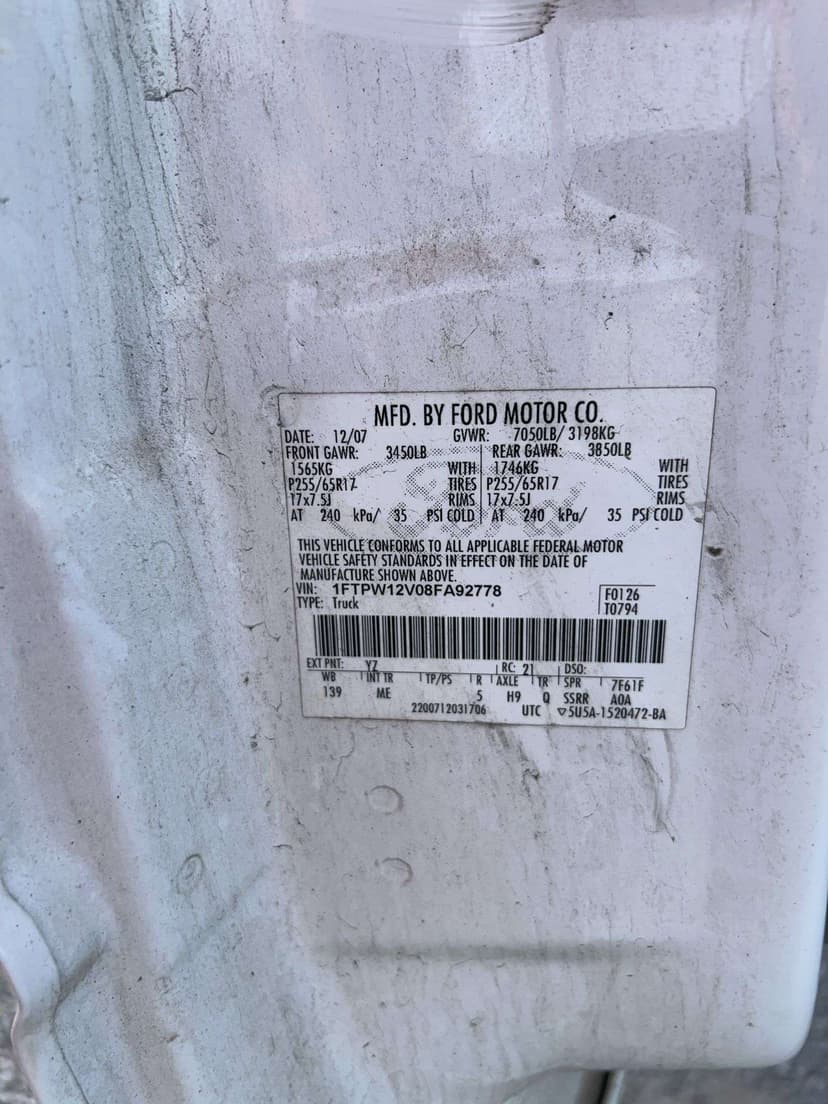 MFD. BY FORD MOTOR CO.
DATE: 12/07 GVWR: 7050LB/ 3198KG
FRONT GAWR: 3450LB REAR GAWR: 3850LB
1565KG WITH 1746KG WITH
P255/65R17 TIRES P255/65R17 TIRES
17x7.5J RIMS 17x7.5J RIMS
AT 240 kPa/ 35 PSI COLD AT 240 kPa/ 35 PSI COLD
THIS VEHICLE CONFORMS TO ALL APPLICABLE FEDERAL MOTOR
VEHICLE SAFETY STANDARDS IN EFFECT ON THE DATE OF
MANUFACTURE SHOWN ABOVE.
VIN: 1FTPW12V08FA92778 F0126
TYPE: Truck T0794
EXT PNT: YZ RC: 21 DSO:
WB INT TR TP/PS R AXLE TR SPR 7F61F
139 ME 5 H9 Q SSRR A0A
2200712031706 UTC ▽5U5A-1520472-BA